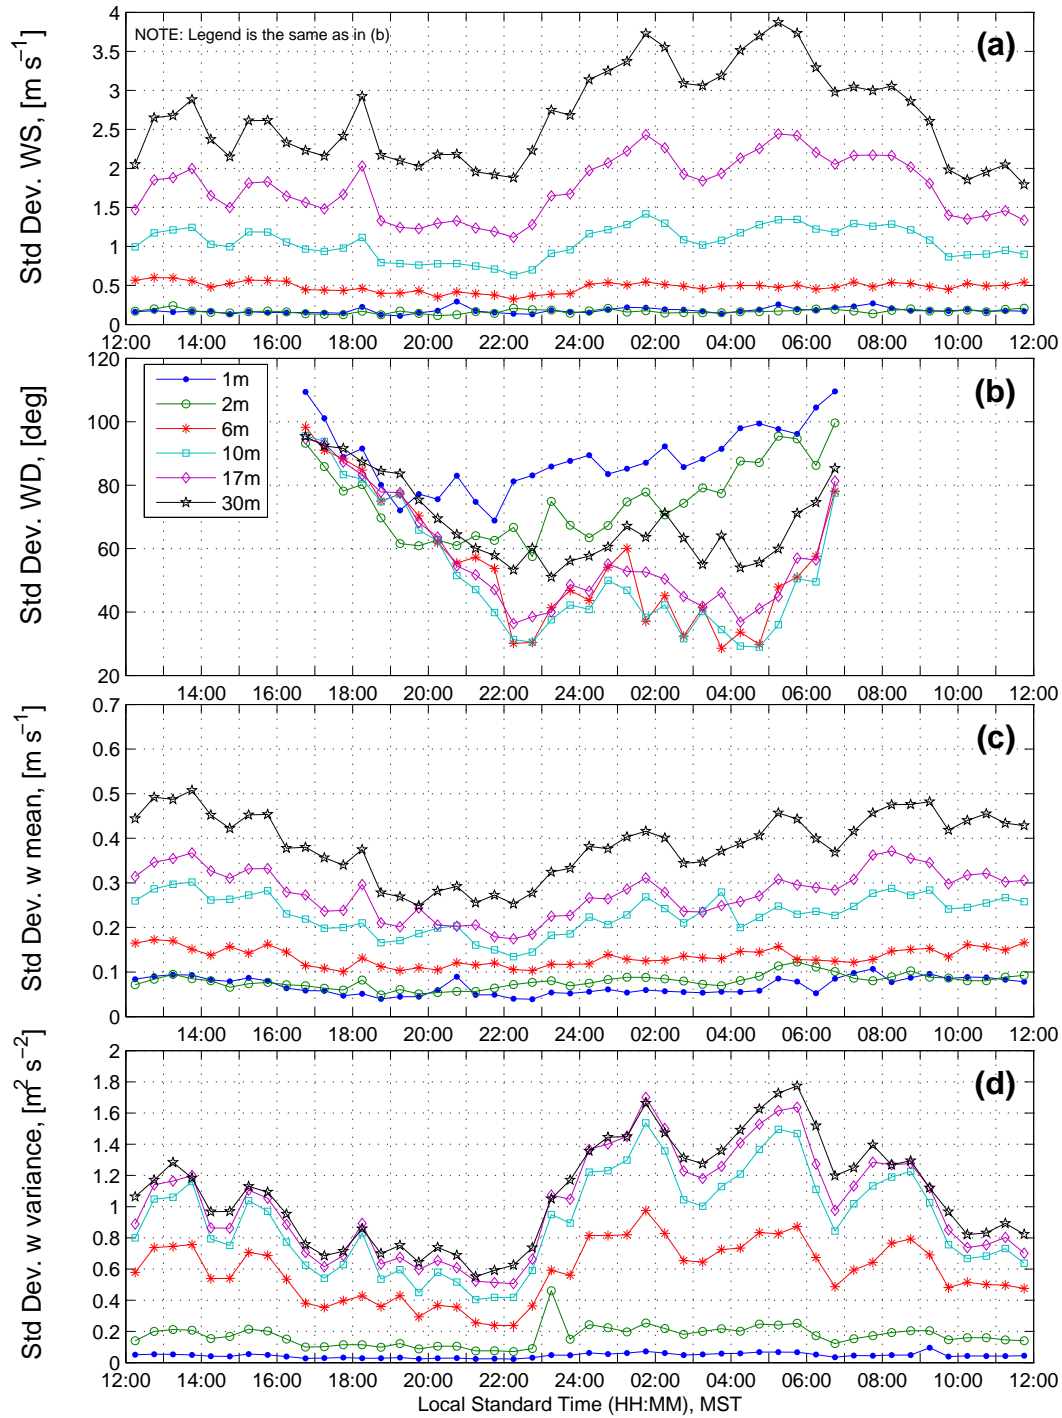 4
3.5
3
2.5
2
1.5
1
0.5
0
Std Dev. WS, [m s⁻¹]
NOTE: Legend is the same as in (b)
(a)
12:00 14:00 16:00 18:00 20:00 22:00 24:00 02:00 04:00 06:00 08:00 10:00 12:00
120
100
80
60
40
20
Std Dev. WD, [deg]
1m
2m
6m
10m
17m
30m
(b)
14:00 16:00 18:00 20:00 22:00 24:00 02:00 04:00 06:00 08:00 10:00 12:00
0.7
0.6
0.5
0.4
0.3
0.2
0.1
0
Std Dev. w mean, [m s⁻¹]
(c)
14:00 16:00 18:00 20:00 22:00 24:00 02:00 04:00 06:00 08:00 10:00 12:00
2
1.8
1.6
1.4
1.2
1
0.8
0.6
0.4
0.2
0
Std Dev. w variance, [m² s⁻²]
(d)
12:00 14:00 16:00 18:00 20:00 22:00 24:00 02:00 04:00 06:00 08:00 10:00 12:00
Local Standard Time (HH:MM), MST